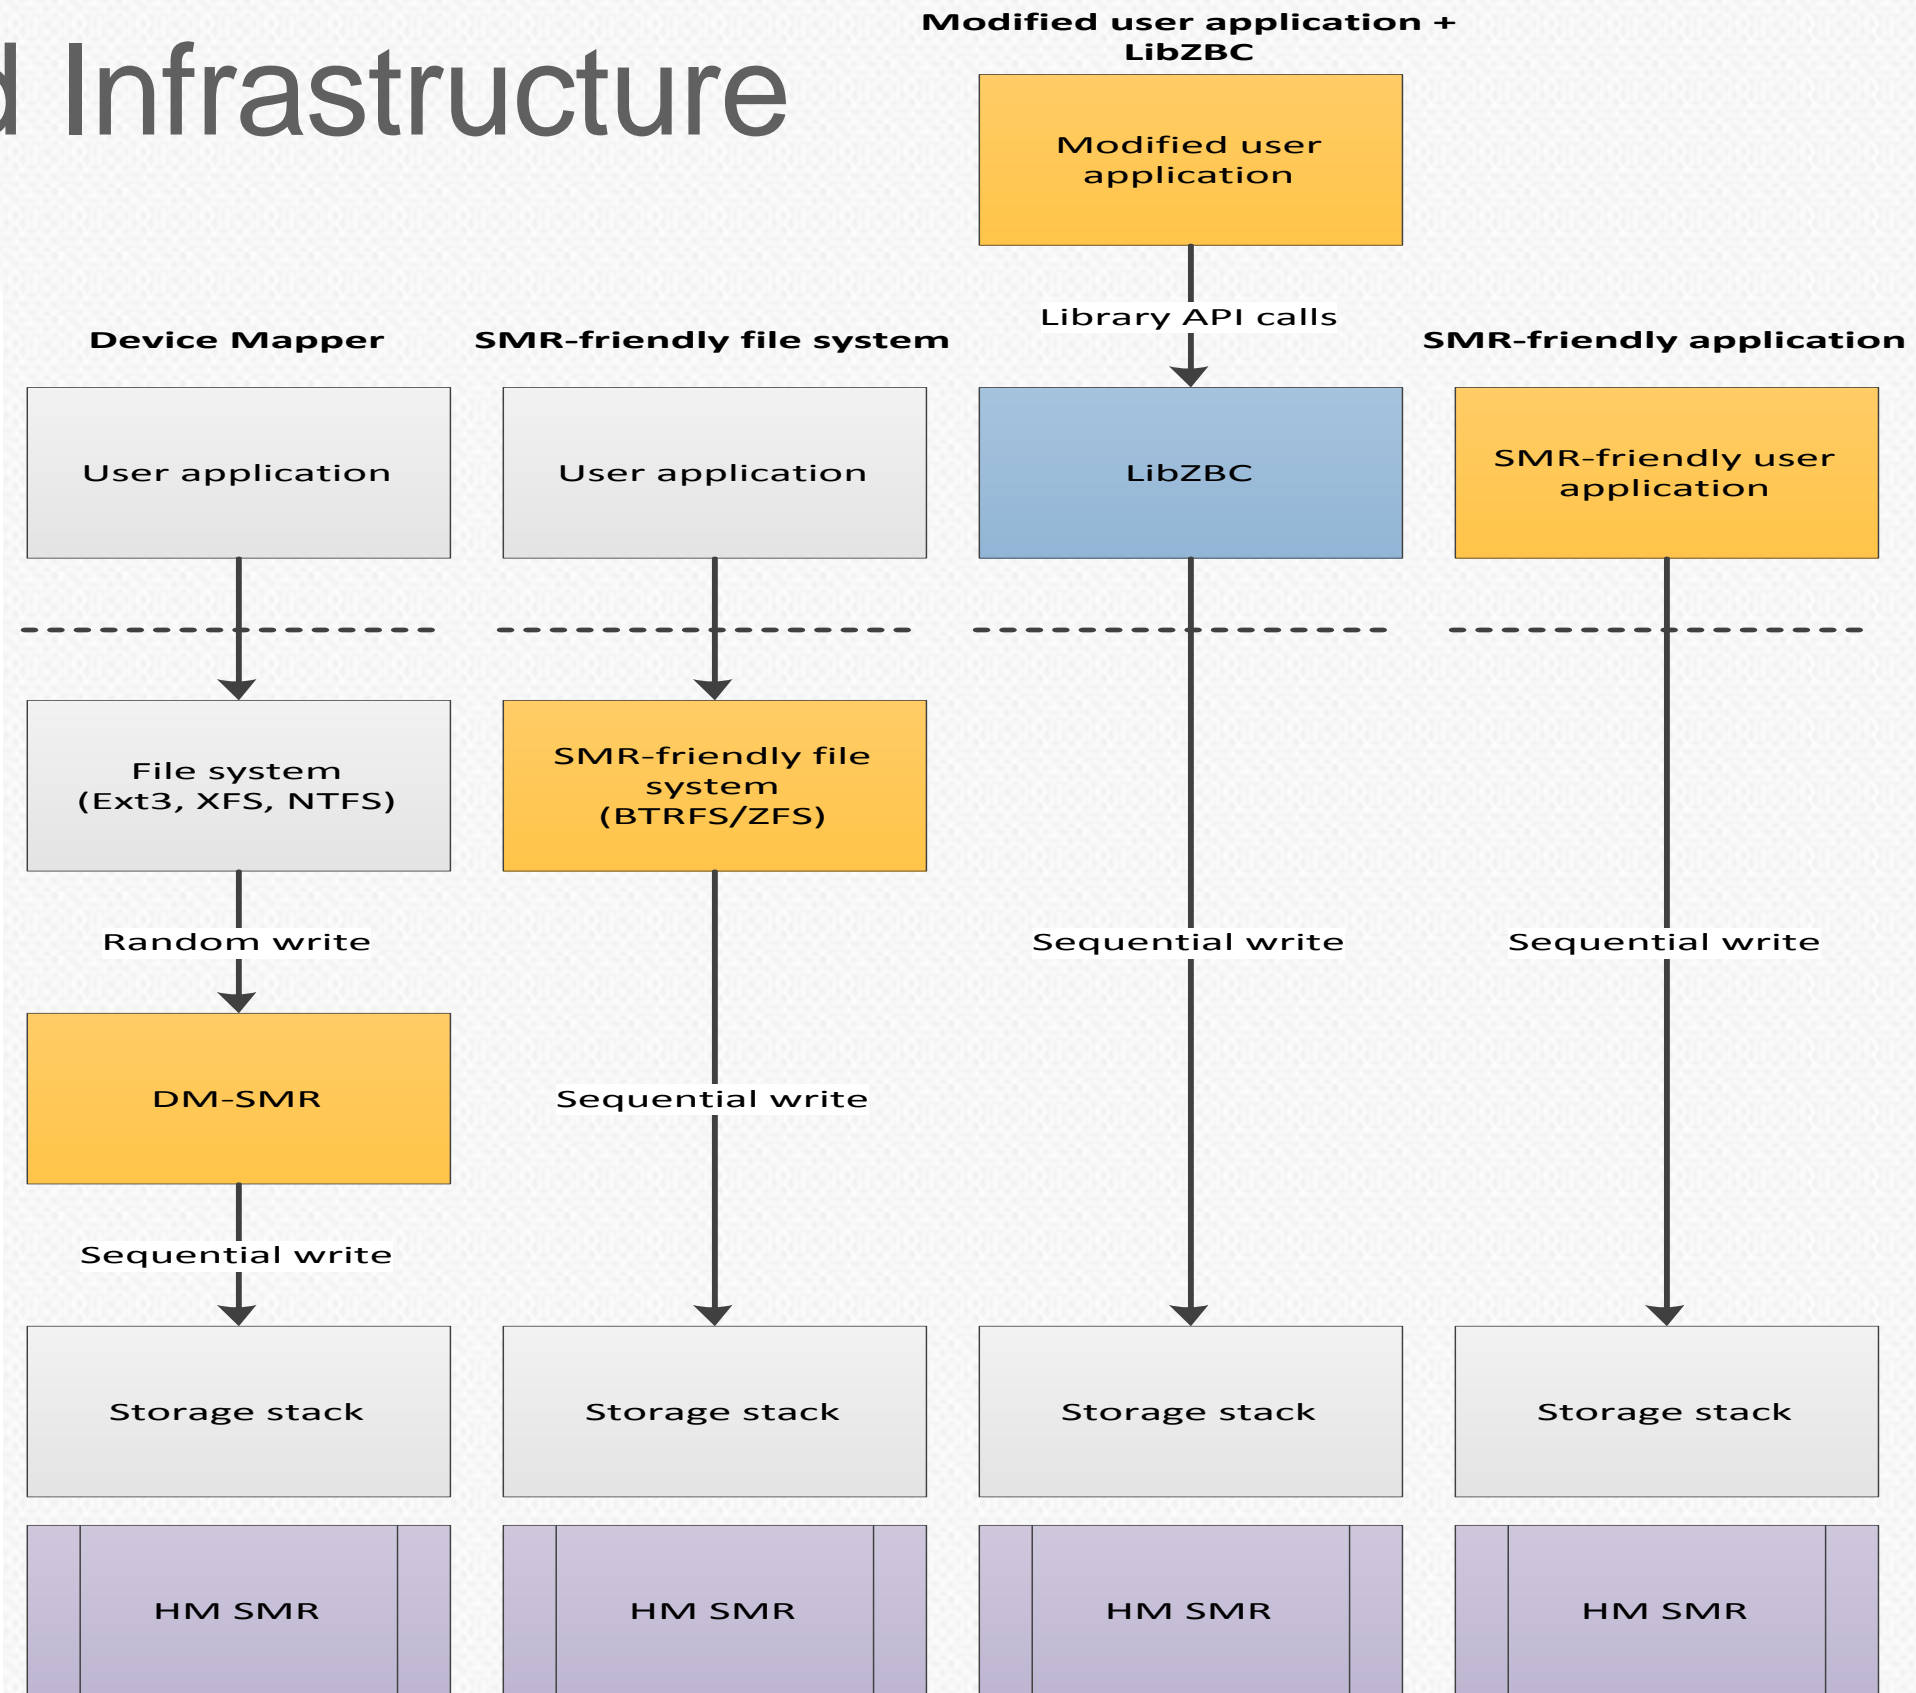 d Infrastructure
Modified user application +
LibZBC
Modified user
application
Library API calls
Device Mapper
SMR-friendly file system
SMR-friendly application
User application
User application
LibZBC
SMR-friendly user
application
File system
(Ext3, XFS, NTFS)
SMR-friendly file
system
(BTRFS/ZFS)
Random write
Sequential write
Sequential write
DM-SMR
Sequential write
Sequential write
Storage stack
Storage stack
Storage stack
Storage stack
HM SMR
HM SMR
HM SMR
HM SMR